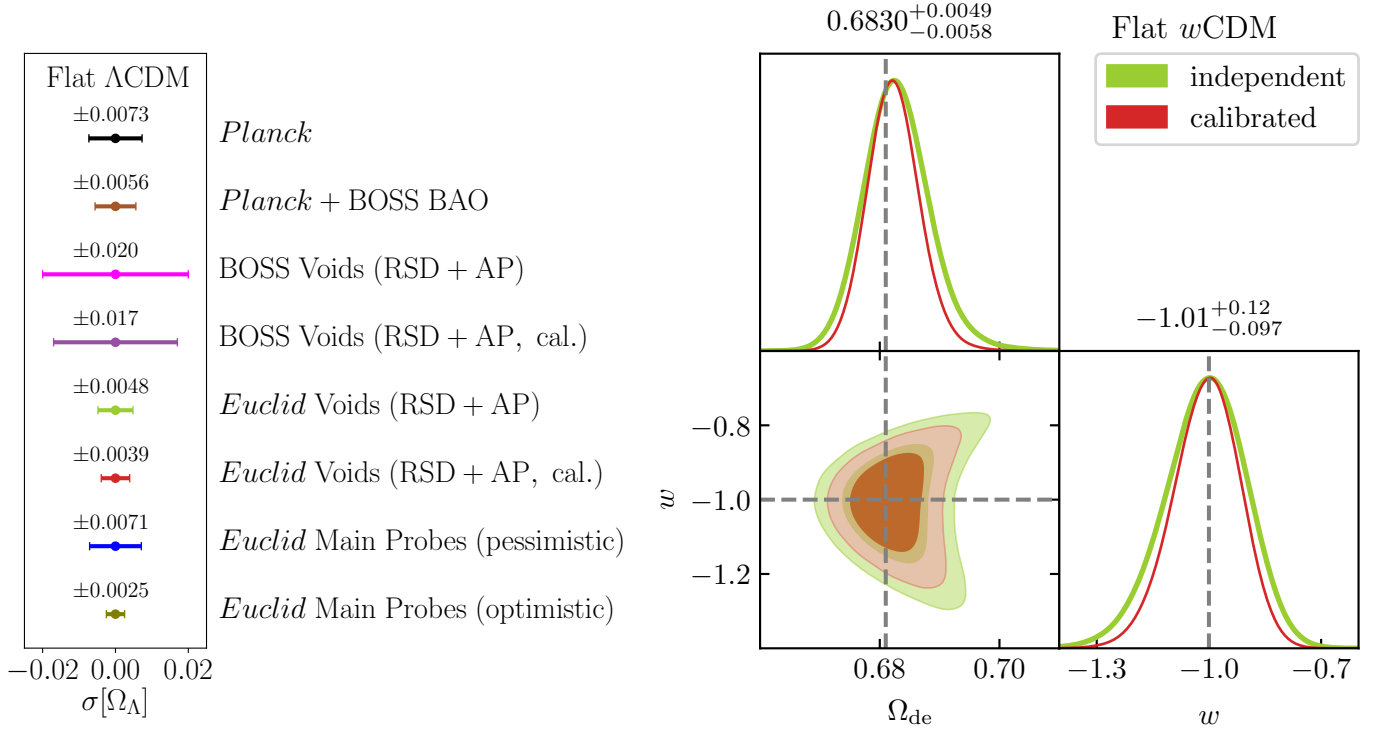 Flat ΛCDM
±0.0073
Planck
±0.0056
Planck + BOSS BAO
±0.020
BOSS Voids (RSD + AP)
±0.017
BOSS Voids (RSD + AP, cal.)
±0.0048
Euclid Voids (RSD + AP)
±0.0039
Euclid Voids (RSD + AP, cal.)
±0.0071
Euclid Main Probes (pessimistic)
±0.0025
Euclid Main Probes (optimistic)
−0.02 0.00 0.02
σ[Ω_Λ]
0.6830^{+0.0049}_{−0.0058}
Flat wCDM
independent
calibrated
−1.01^{+0.12}_{−0.097}
−0.8
−1.0
−1.2
w
0.68 0.70
Ω_de
−1.3 −1.0 −0.7
w